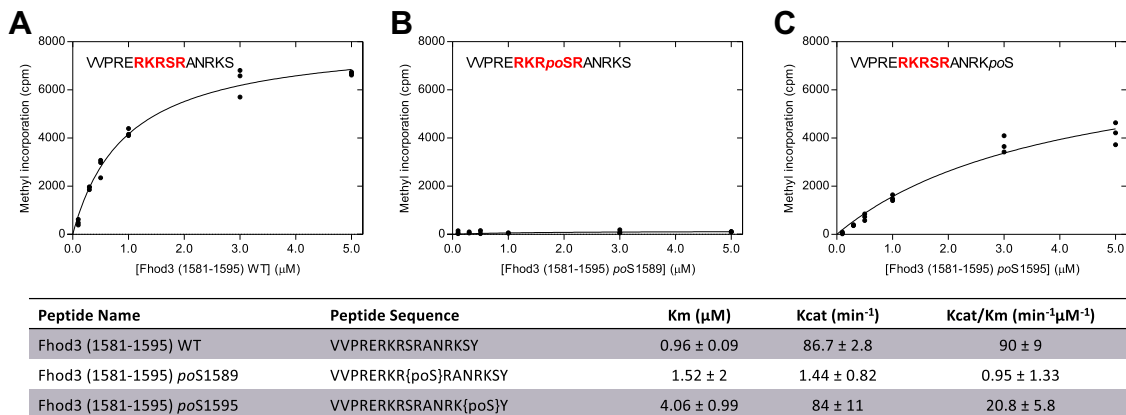 A
8000
6000
4000
2000
0
Methyl incorporation (cpm)
VVPRERKRSRANRKS
0.0 1.0 2.0 3.0 4.0 5.0
[Fhod3 (1581-1595) WT] (μM)
B
8000
6000
4000
2000
0
Methyl incorporation (cpm)
VVPRERKRpoSRANRKS
0.0 1.0 2.0 3.0 4.0 5.0
[Fhod3 (1581-1595) poS1589] (μM)
C
8000
6000
4000
2000
0
Methyl incorporation (cpm)
VVPRERKRSRANRKpoS
0.0 1.0 2.0 3.0 4.0 5.0
[Fhod3 (1581-1595) poS1595] (μM)
Peptide Name Peptide Sequence Km (μM) Kcat (min⁻¹) Kcat/Km (min⁻¹μM⁻¹)
Fhod3 (1581-1595) WT VVPRERKRSRANRKSY 0.96 ± 0.09 86.7 ± 2.8 90 ± 9
Fhod3 (1581-1595) poS1589 VVPRERKR{poS}RANRKSY 1.52 ± 2 1.44 ± 0.82 0.95 ± 1.33
Fhod3 (1581-1595) poS1595 VVPRERKRSRANRK{poS}Y 4.06 ± 0.99 84 ± 11 20.8 ± 5.8